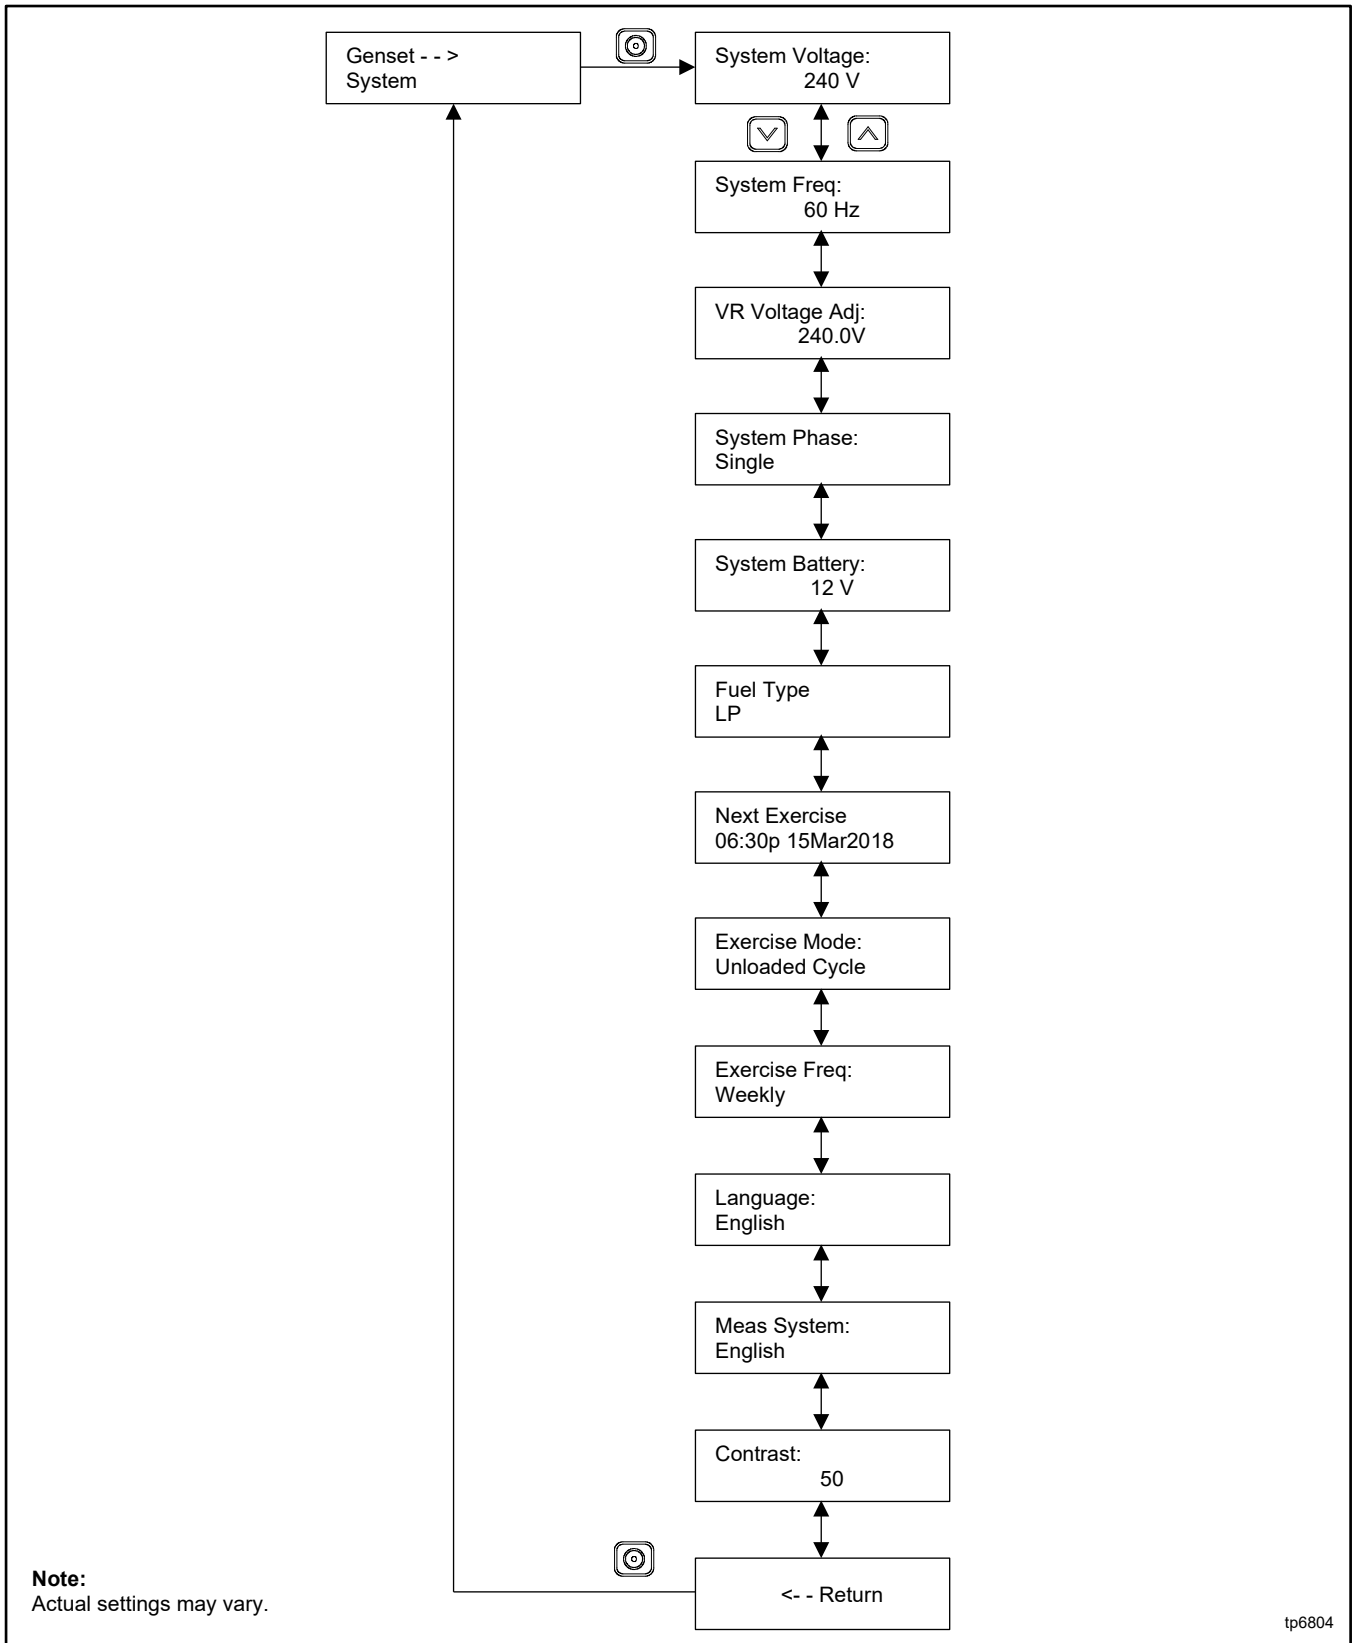 Genset - - >
System
System Voltage:
240 V
System Freq:
60 Hz
VR Voltage Adj:
240.0V
System Phase:
Single
System Battery:
12 V
Fuel Type
LP
Next Exercise
06:30p 15Mar2018
Exercise Mode:
Unloaded Cycle
Exercise Freq:
Weekly
Language:
English
Meas System:
English
Contrast:
50
<- - Return
Note:
Actual settings may vary.
tp6804